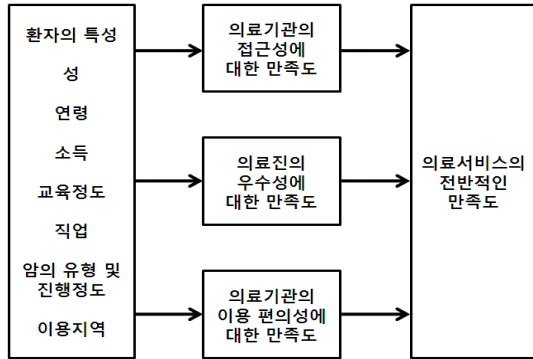 환자의 특성
성
연령
소득
교육정도
직업
암의 유형 및
진행정도
이용지역
의료기관의
접근성에
대한 만족도
의료진의
우수성에
대한 만족도
의료기관의
이용 편의성에
대한 만족도
의료서비스의
전반적인
만족도